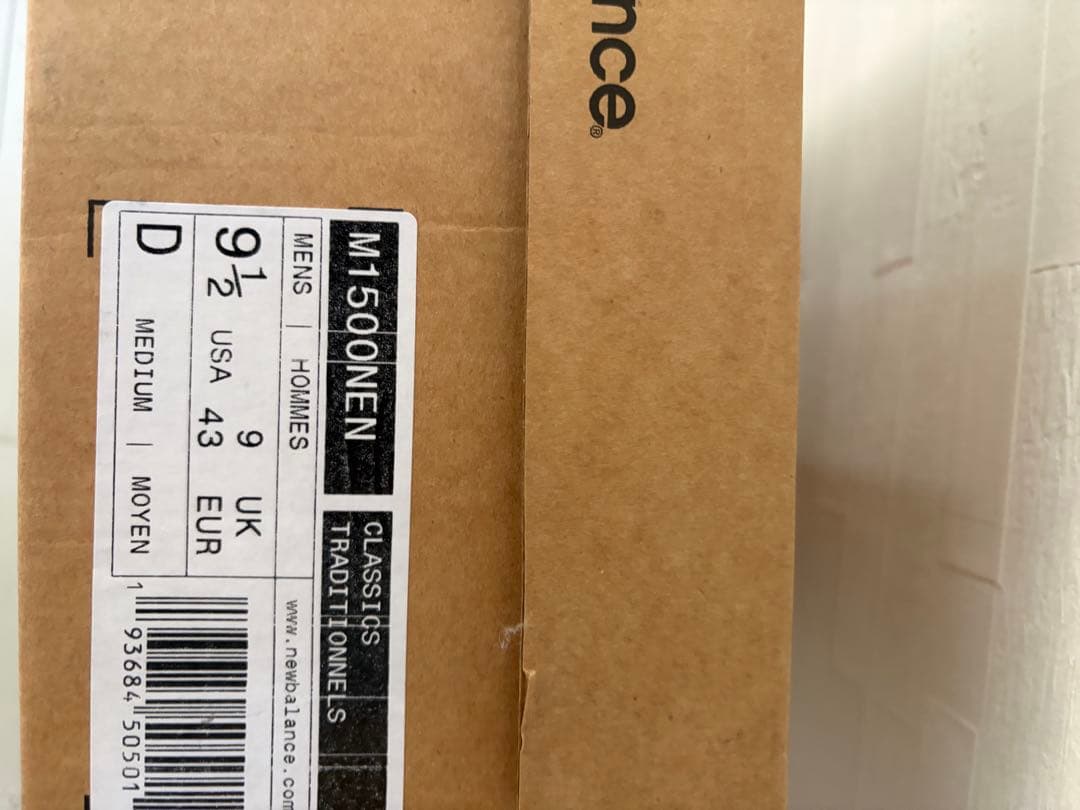 nce®
M1500NEN
CLASSICS
TRADITIONNELS
MENS | HOMMES
www.newbalance.com
9½ USA 9 UK
43 EUR
D MEDIUM | MOYEN
1 93684 50501